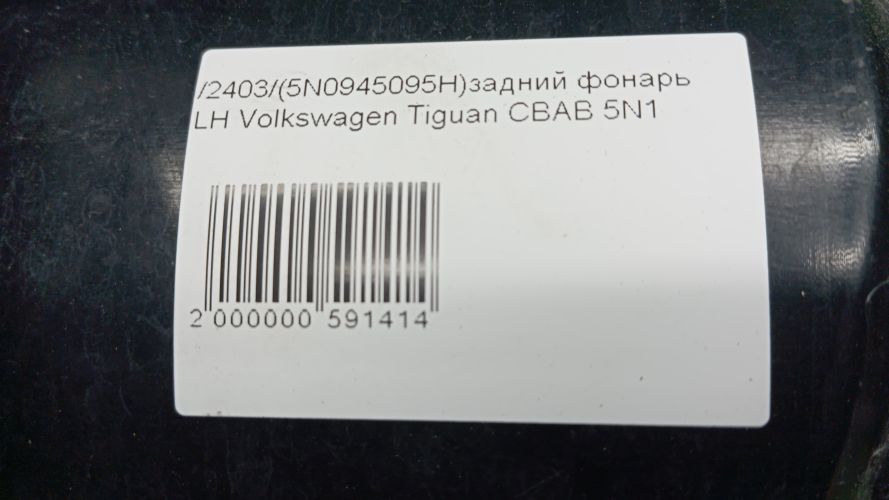 /2403/(5N0945095H)задний фонарь
LH Volkswagen Tiguan CBAB 5N1
2 000000 591414